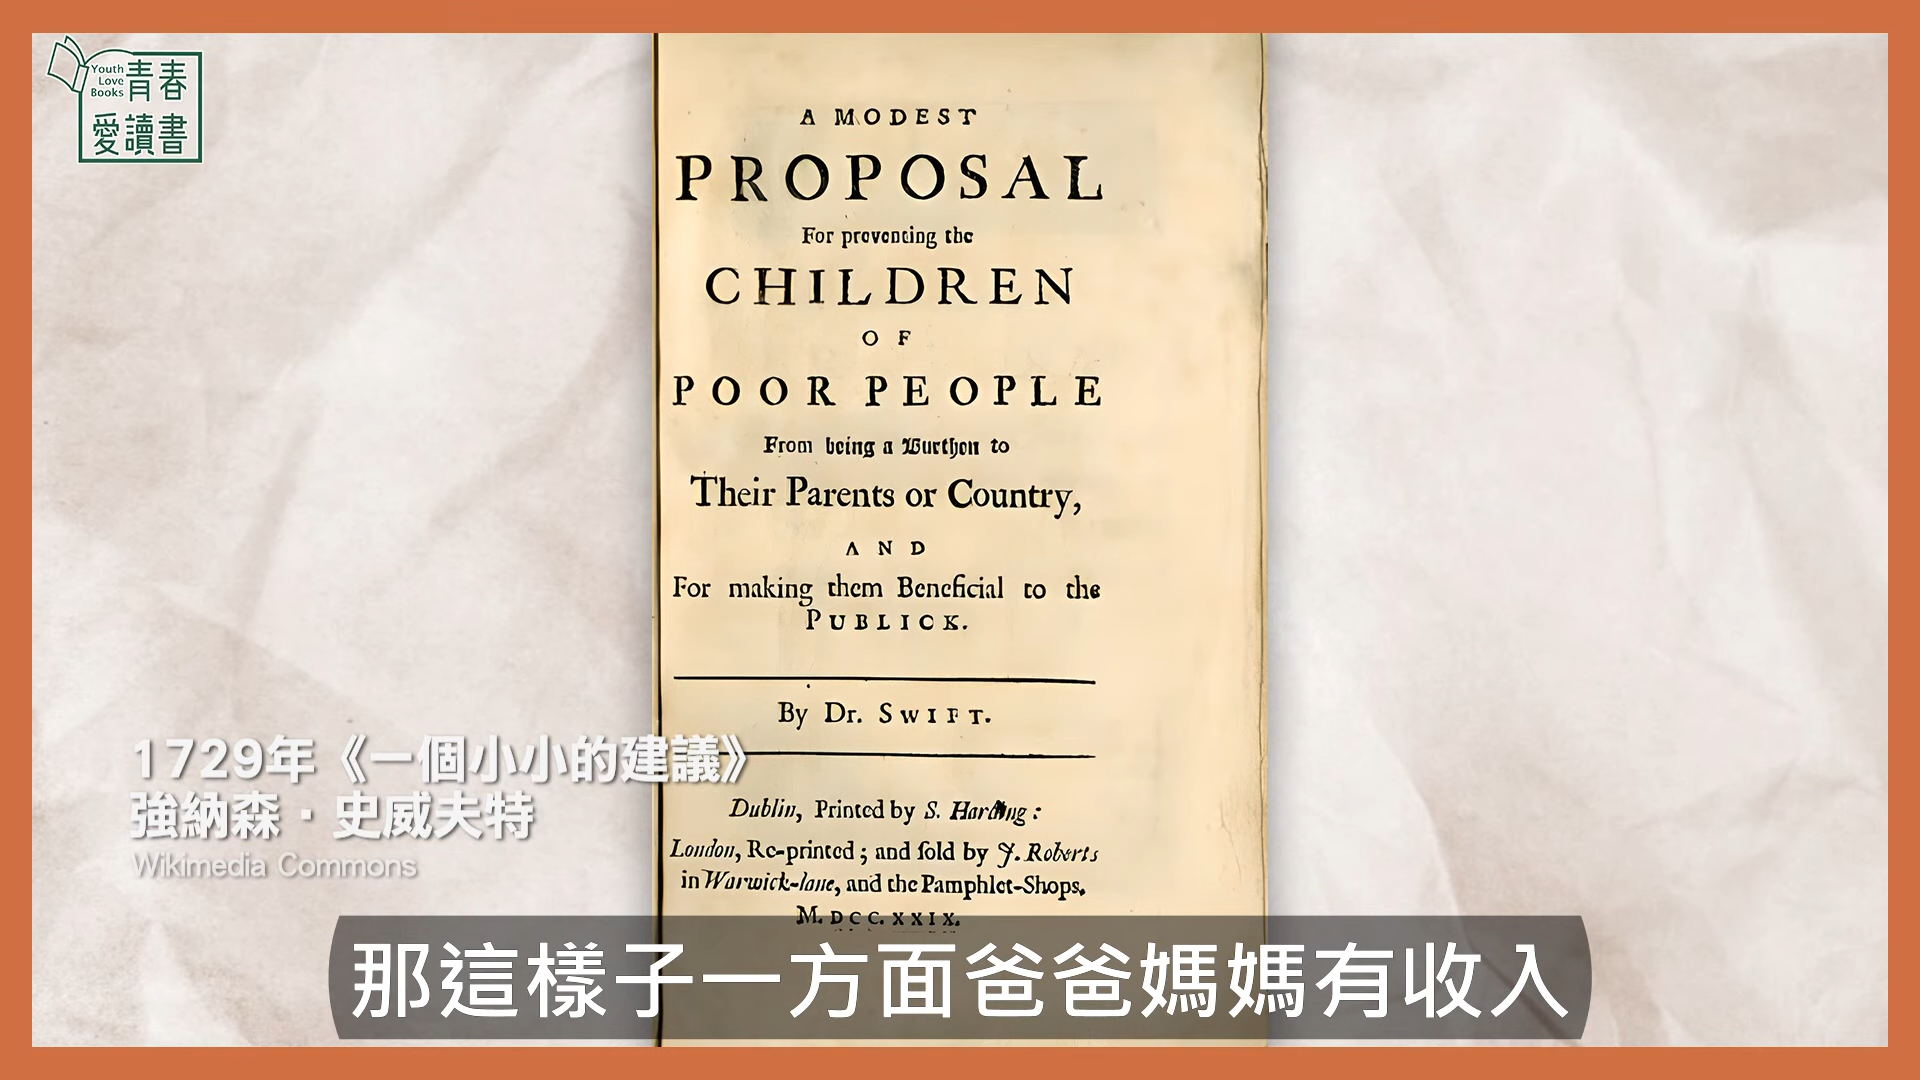 Youth
Love
Books
青春
愛讀書
A MODEST
PROPOSAL
For preventing the
CHILDREN
OF
POOR PEOPLE
From being a Burthen to
Their Parents or Country,
AND
For making them Beneficial to the
PUBLICK.
By Dr. SWIFT.
1729年《一個小小的建議》
強納森·史威夫特
Wikimedia Commons
Dublin, Printed by S. Harding:
London, Re-printed; and ſold by J. Roberts
in Warwick-lane, and the Pamphlet-Shops.
M.DCC.XXIX.
那這樣子一方面爸爸媽媽有收入